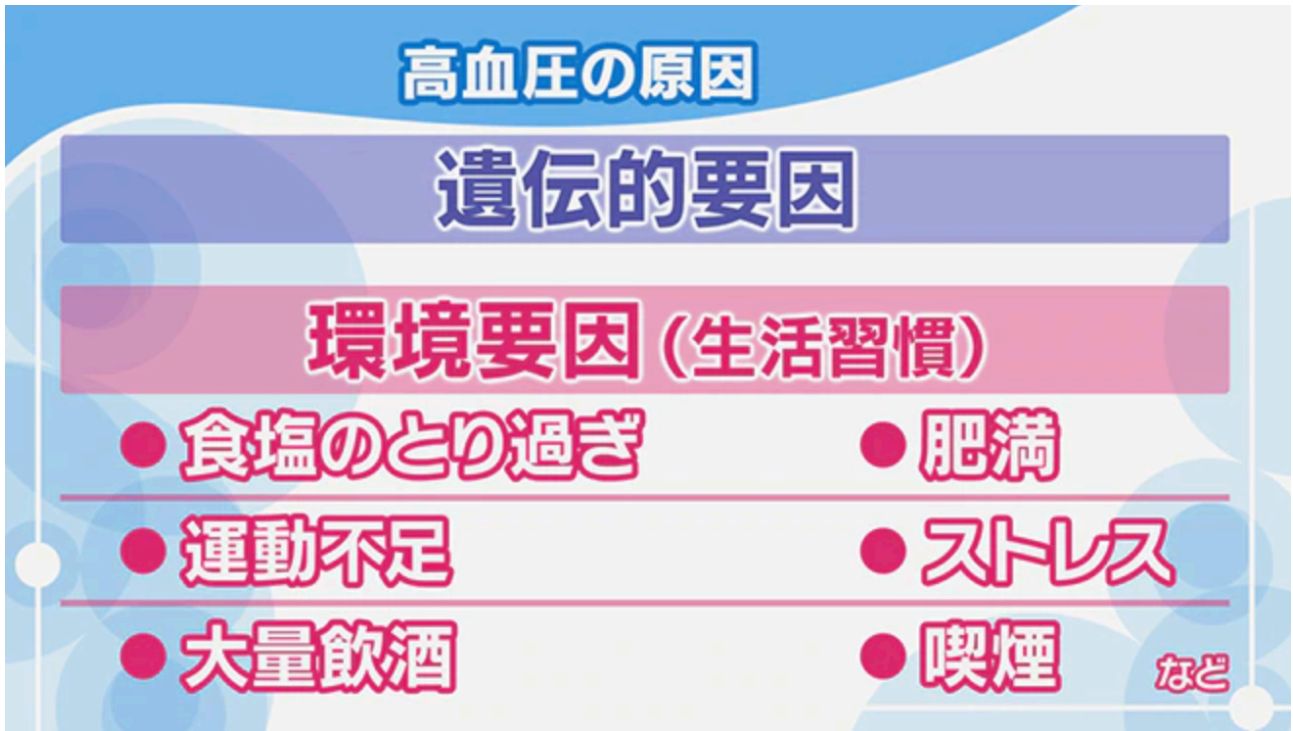 高血圧の原因
遺伝的要因
環境要因（生活習慣）
●食塩のとり過ぎ ●肥満
●運動不足 ●ストレス
●大量飲酒 ●喫煙 など